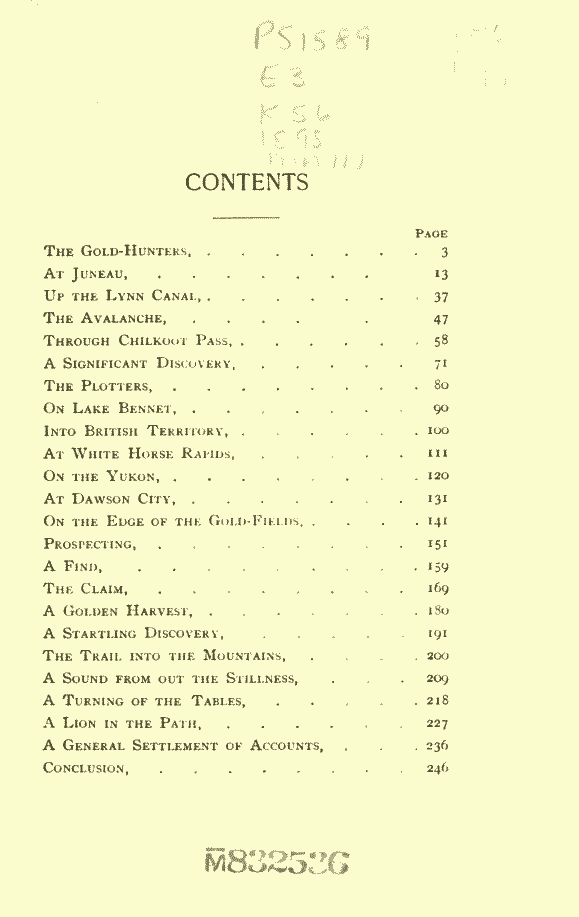 PS1589
E3
K56
CONTENTS
PAGE
THE GOLD-HUNTERS, . . . . . . . 3
AT JUNEAU, . . . . . . . 13
UP THE LYNN CANAL, . . . . . . . 37
THE AVALANCHE, . . . . . 47
THROUGH CHILKOOT PASS, . . . . . . 58
A SIGNIFICANT DISCOVERY, . . . . . 71
THE PLOTTERS, . . . . . . . 80
ON LAKE BENNET, . . . . . . . 90
INTO BRITISH TERRITORY, . . . . . . 100
AT WHITE HORSE RAPIDS, . . . . . 111
ON THE YUKON, . . . . . . . 120
AT DAWSON CITY, . . . . . . . 131
ON THE EDGE OF THE GOLD-FIELDS, . . . . 141
PROSPECTING, . . . . . . . . 151
A FIND, . . . . . . . . . 159
THE CLAIM, . . . . . . . . 169
A GOLDEN HARVEST, . . . . . . . 180
A STARTLING DISCOVERY, . . . . . 191
THE TRAIL INTO THE MOUNTAINS, . . . . 200
A SOUND FROM OUT THE STILLNESS, . . . 209
A TURNING OF THE TABLES, . . . . . 218
A LION IN THE PATH, . . . . . . 227
A GENERAL SETTLEMENT OF ACCOUNTS, . . . 236
CONCLUSION, . . . . . . . . 246
M832536